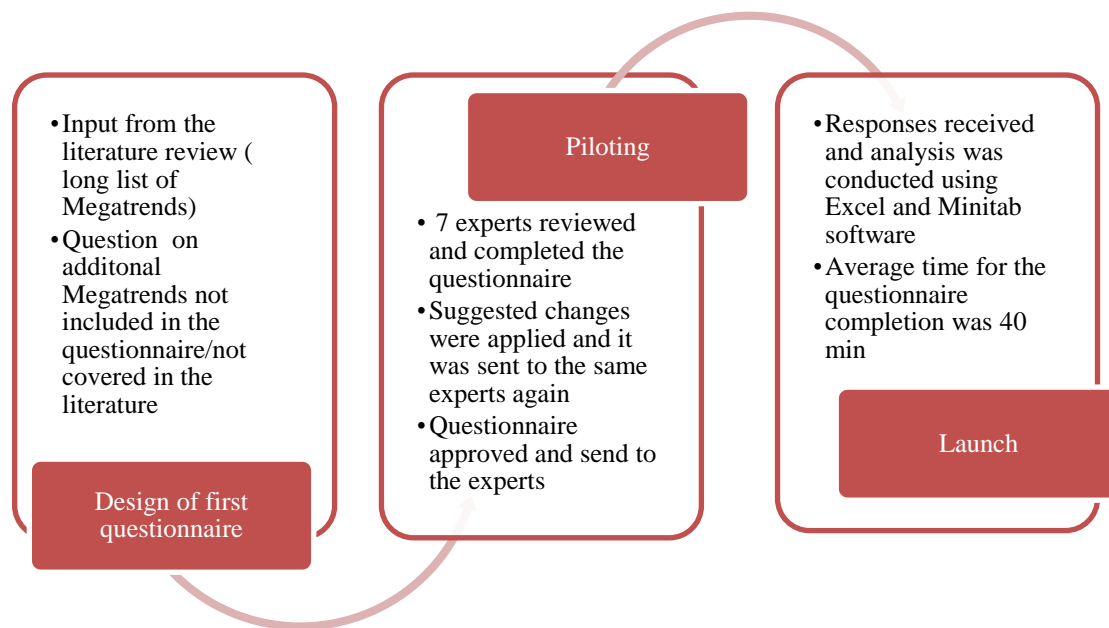 •Input from the
literature review (
long list of
Megatrends)
•Question on
additonal
Megatrends not
included in the
questionnaire/not
covered in the
literature
Design of first
questionnaire
Piloting
• 7 experts reviewed
and completed the
questionnaire
•Suggested changes
were applied and it
was sent to the same
experts again
•Questionnaire
approved and send to
the experts
•Responses received
and analysis was
conducted using
Excel and Minitab
software
•Average time for the
questionnaire
completion was 40
min
Launch